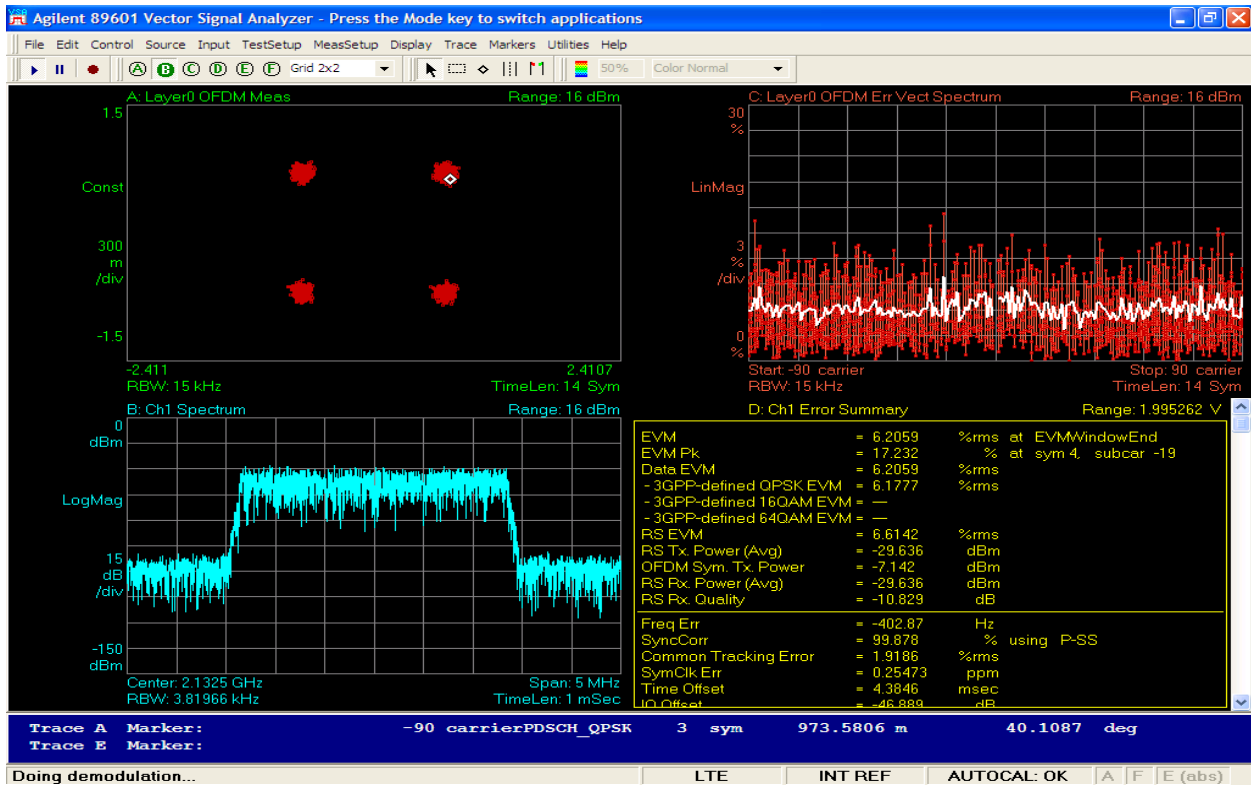 Agilent 89601 Vector Signal Analyzer - Press the Mode key to switch applications
File Edit Control Source Input TestSetup MeasSetup Display Trace Markers Utilities Help
A B C D E F Grid 2x2 50% Color Normal
A: Layer0 OFDM Meas Range: 16 dBm
1.5
Const
300
m
/div
-1.5
-2.411 2.4107
RBW: 15 kHz TimeLen: 14 Sym
C: Layer0 OFDM Err Vect Spectrum Range: 16 dBm
30
%
LinMag
3
%
/div
0
%
Start: -90 carrier Stop: 90 carrier
RBW: 15 kHz TimeLen: 14 Sym
B: Ch1 Spectrum Range: 16 dBm
0
dBm
LogMag
15
dB
/div
-150
dBm
Center: 2.1325 GHz Span: 5 MHz
RBW: 3.81966 kHz TimeLen: 1 mSec
D: Ch1 Error Summary Range: 1.995262 V
EVM = 6.2059 %rms at EVMWindowEnd
EVM Pk = 17.232 % at sym 4, subcar -19
Data EVM = 6.2059 %rms
- 3GPP-defined QPSK EVM = 6.1777 %rms
- 3GPP-defined 16QAM EVM = —
- 3GPP-defined 64QAM EVM = —
RS EVM = 6.6142 %rms
RS Tx. Power (Avg) = -29.636 dBm
OFDM Sym. Tx. Power = -7.142 dBm
RS Rx. Power (Avg) = -29.636 dBm
RS Rx. Quality = -10.829 dB
Freq Err = -402.87 Hz
SyncCorr = 99.878 % using P-SS
Common Tracking Error = 1.9186 %rms
SymClk Err = 0.25473 ppm
Time Offset = 4.3846 msec
IQ Offset = -46.889 dB
Trace A Marker: -90 carrierPDSCH_QPSK 3 sym 973.5806 m 40.1087 deg
Trace E Marker:
Doing demodulation... LTE INT REF AUTOCAL: OK A F E (abs)